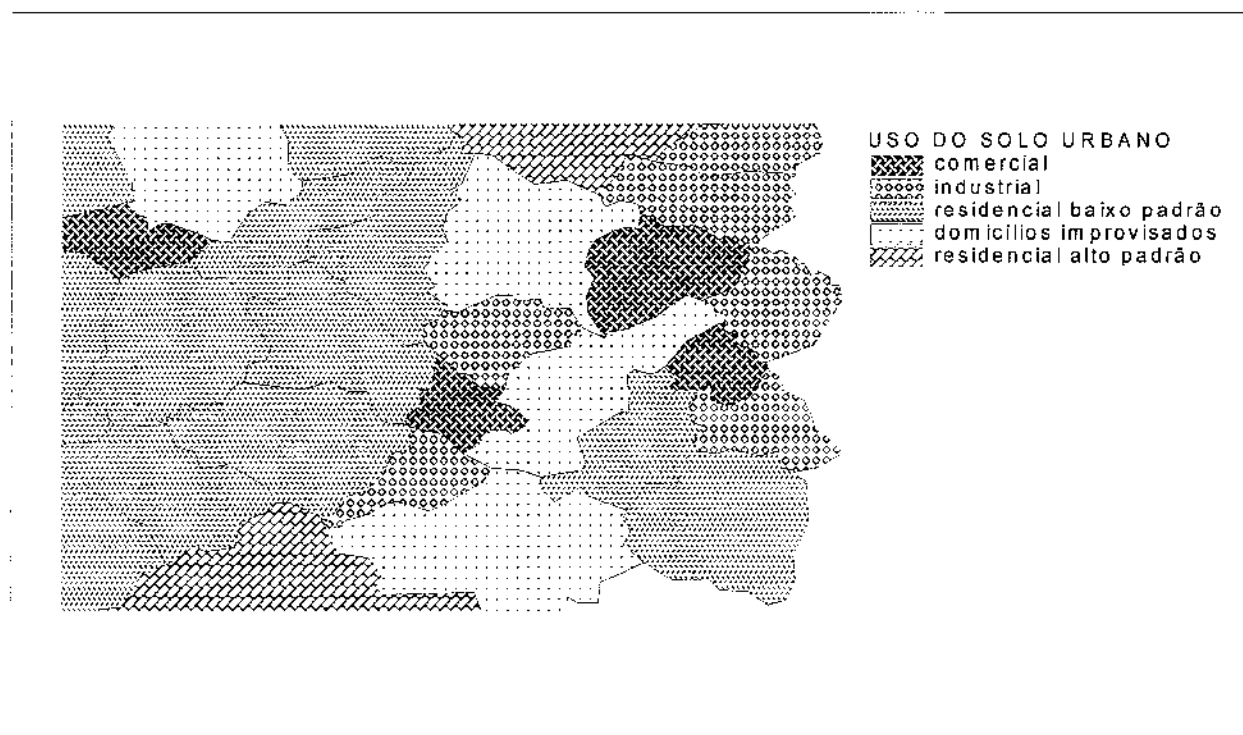 USO DO SOLO URBANO
comercial
industrial
residencial baixo padrão
domicílios improvisados
residencial alto padrão